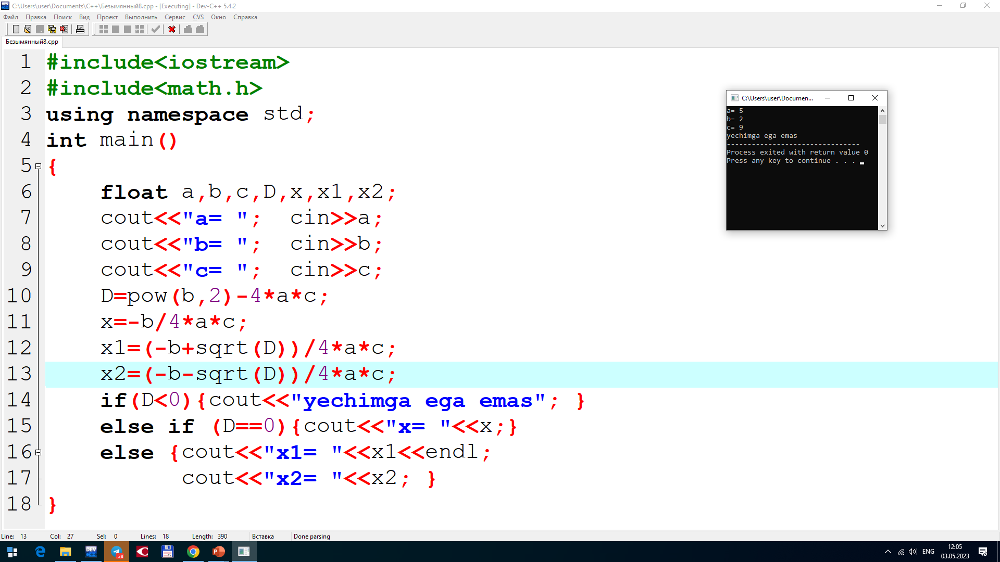 C:\Users\user\Documents\C++\Безымянный8.cpp - [Executing] - Dev-C++ 5.4.2
Файл Правка Поиск Вид Проект Выполнить Сервис CVS Окно Справка
Безымянный8.cpp
1 #include<iostream>
2 #include<math.h>
3 using namespace std;
4 int main()
5 {
6 float a,b,c,D,x,x1,x2;
7 cout<<"a= "; cin>>a;
8 cout<<"b= "; cin>>b;
9 cout<<"c= "; cin>>c;
10 D=pow(b,2)-4*a*c;
11 x=-b/4*a*c;
12 x1=(-b+sqrt(D))/4*a*c;
13 x2=(-b-sqrt(D))/4*a*c;
14 if(D<0){cout<<"yechimga ega emas"; }
15 else if (D==0){cout<<"x= "<<x;}
16 else {cout<<"x1= "<<x1<<endl;
17 cout<<"x2= "<<x2; }
18 }
C:\Users\user\Documen...
a= 5
b= 2
c= 9
yechimga ega emas
--------------------------------
Process exited with return value 0
Press any key to continue . . .
Line: 13 Col: 27 Sel: 0 Lines: 18 Length: 390 Вставка Done parsing
DEV C++ .28 ENG 12:05
03.05.2023